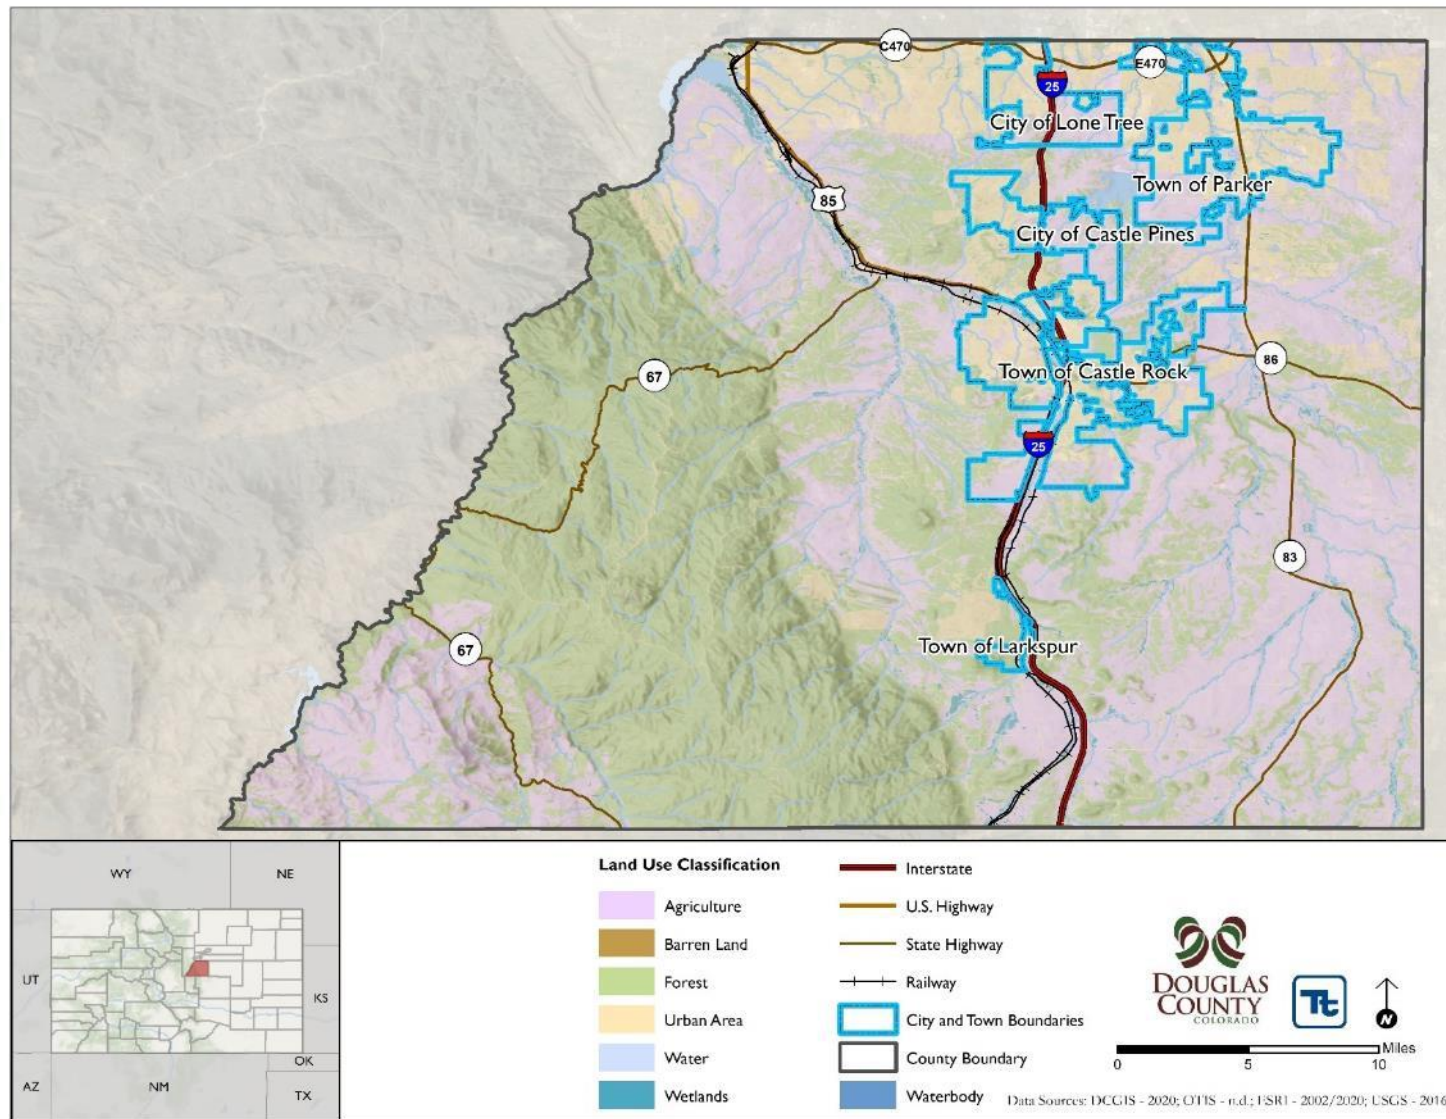 C470
E470
25
City of Lone Tree
Town of Parker
85
City of Castle Pines
67
86
Town of Castle Rock
25
83
67
Town of Larkspur
WY
NE
UT
KS
OK
AZ
NM
TX
Land Use Classification
Agriculture
Barren Land
Forest
Urban Area
Water
Wetlands
Interstate
U.S. Highway
State Highway
Railway
City and Town Boundaries
County Boundary
Waterbody
DOUGLAS
COUNTY
COLORADO
Tt
N
0 5 10 Miles
Data Sources: DCGIS - 2020; OTIS - n.d.; ESRI - 2002/2020; USGS - 2016